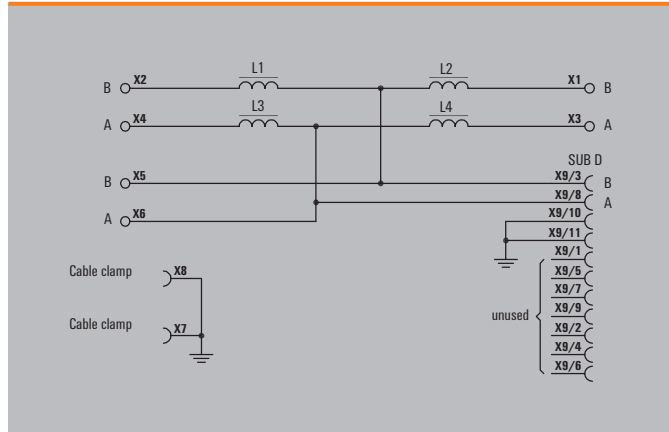 L1 L2
B X2 X1 B
L3 L4
A X4 X3 A
SUB D
B X5 X9/3 B
X9/8 A
A X6 X9/10
X9/11
X9/1
Cable clamp X8 X9/5
X9/7
unused X9/9
Cable clamp X7 X9/2
X9/4
X9/6